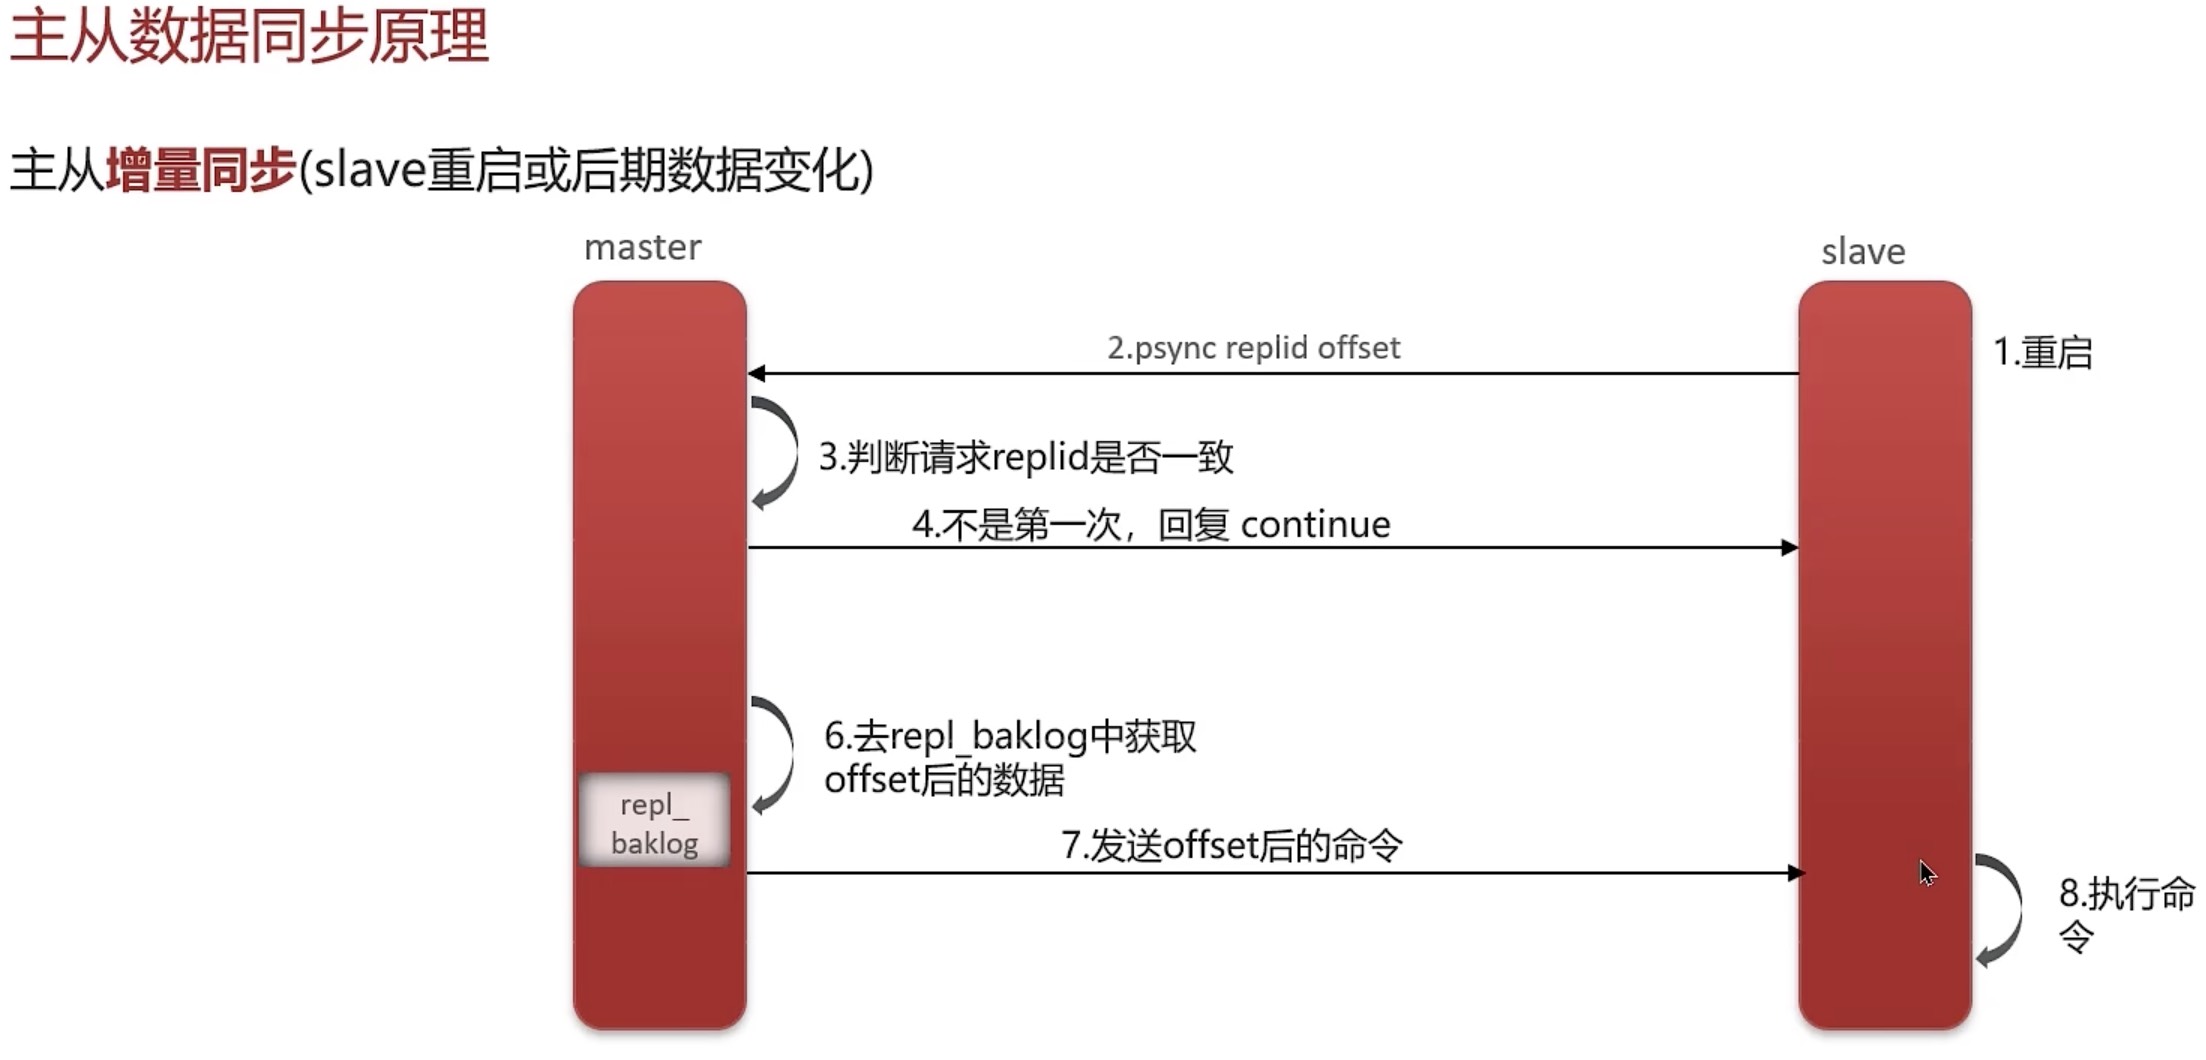 主从数据同步原理
主从增量同步(slave重启或后期数据变化)
master
slave
2.psync replid offset
1.重启
3.判断请求replid是否一致
4.不是第一次，回复 continue
6.去repl_baklog中获取
offset后的数据
repl_
baklog
7.发送offset后的命令
8.执行命
令